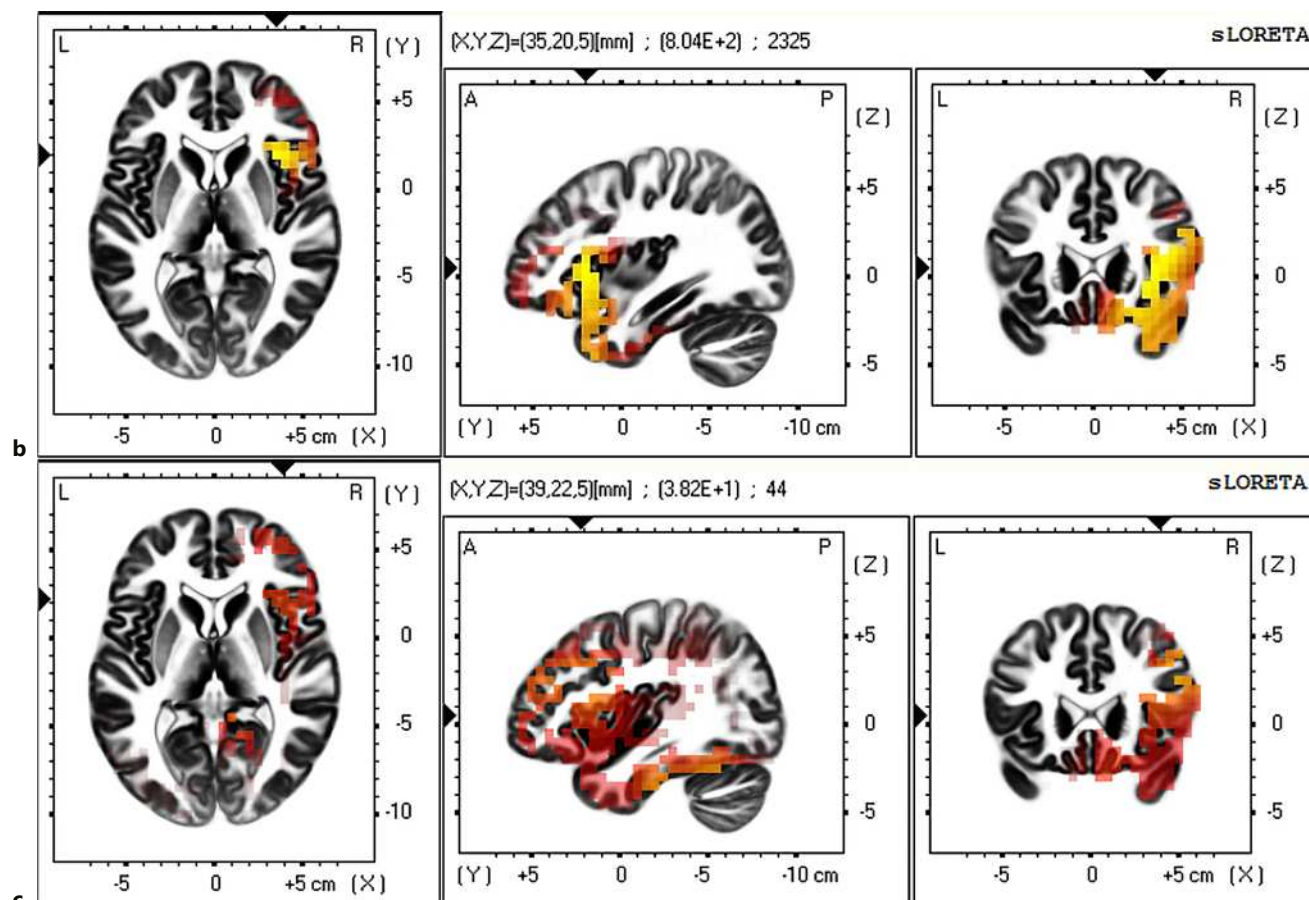 (X,Y,Z)=(35,20,5)[mm] ; (8.04E+2) ; 2325
sLORETA
L R (Y)
+5
0
-5
-10
-5 0 +5 cm (X)
A P (Z)
+5
0
-5
(Y) +5 0 -5 -10 cm
L R (Z)
+5
0
-5
-5 0 +5 cm (X)
b
(X,Y,Z)=(39,22,5)[mm] ; (3.82E+1) ; 44
sLORETA
L R (Y)
+5
0
-5
-10
-5 0 +5 cm (X)
A P (Z)
+5
0
-5
(Y) +5 0 -5 -10 cm
L R (Z)
+5
0
-5
-5 0 +5 cm (X)